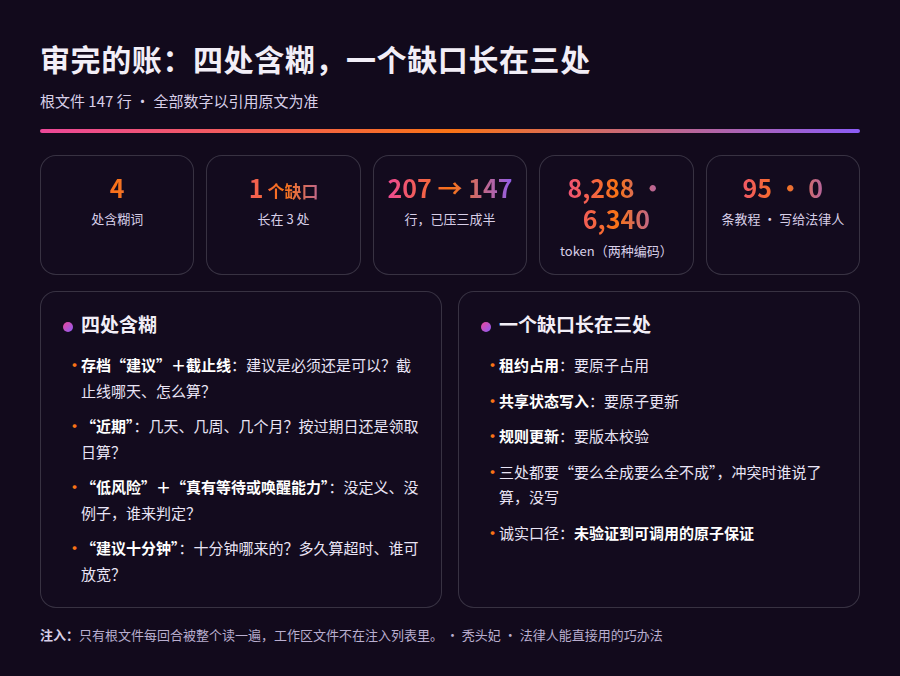 审完的账：四处含糊，一个缺口长在三处
根文件 147 行 · 全部数字以引用原文为准
4
处含糊词
1 个缺口
长在 3 处
207 → 147
行，已压三成半
8,288 ·
6,340
token（两种编码）
95 · 0
条教程 · 写给法律人
四处含糊
• 存档“建议”＋截止线：建议是必须还是可以？截
止线哪天、怎么算？
• “近期”：几天、几周、几个月？按过期日还是领取
日算？
• “低风险”＋“真有等待或唤醒能力”：没定义、没
例子，谁来判定？
• “建议十分钟”：十分钟哪来的？多久算超时、谁可
放宽？
一个缺口长在三处
• 租约占用：要原子占用
• 共享状态写入：要原子更新
• 规则更新：要版本校验
• 三处都要“要么全成要么全不成”，冲突时谁说了
算，没写
• 诚实口径：未验证到可调用的原子保证
注入：只有根文件每回合被整个读一遍，工作区文件不在注入列表里。 · 秃头妃 · 法律人能直接用的巧办法